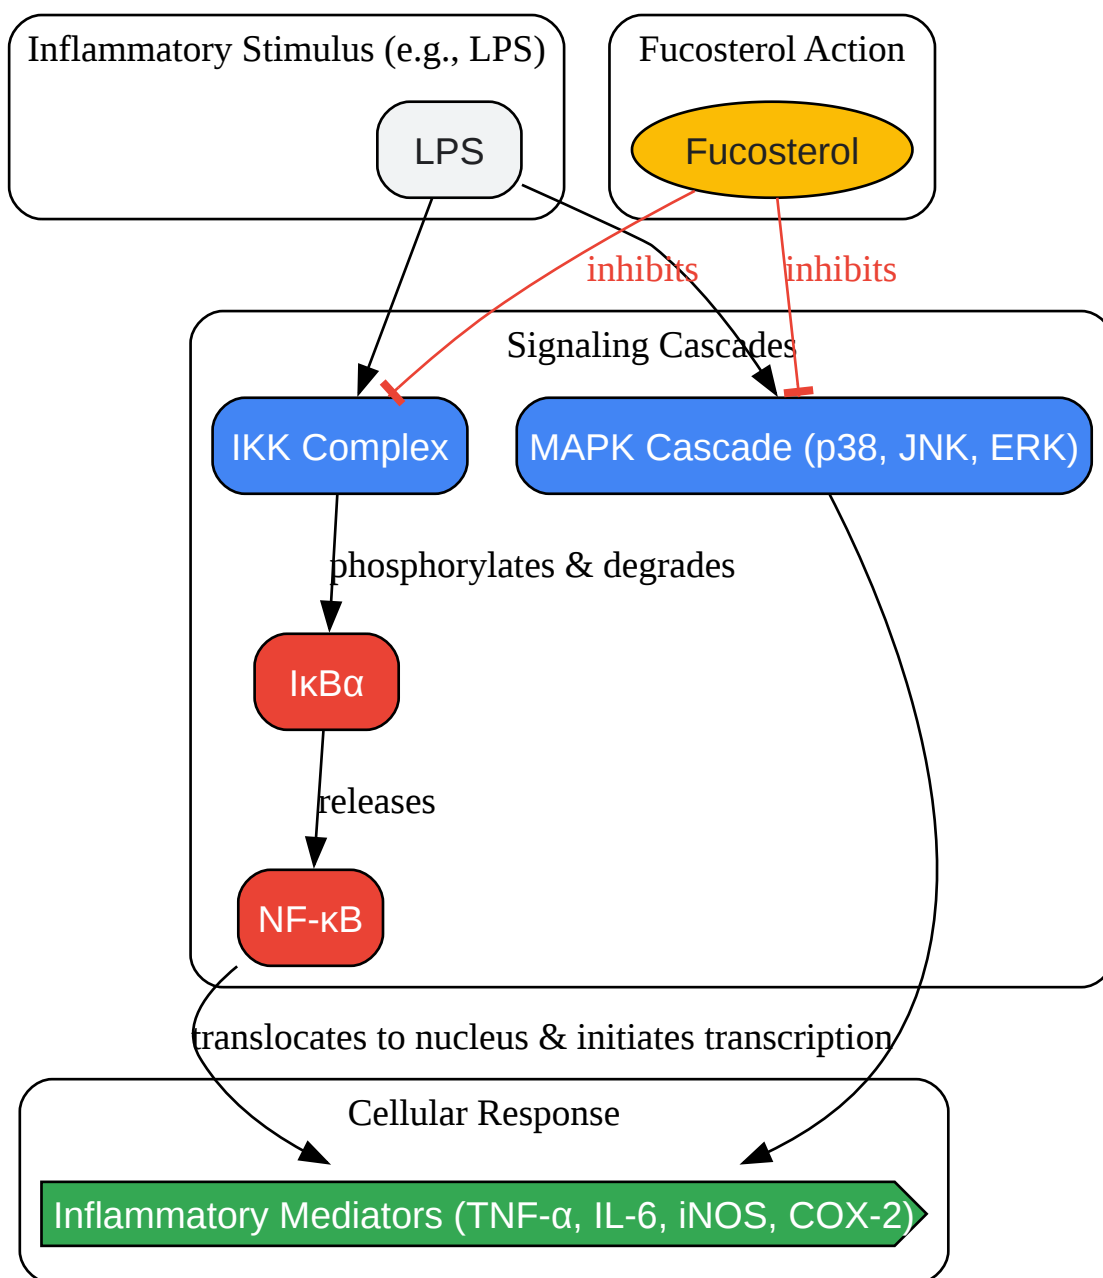 Inflammatory Stimulus (e.g., LPS)
Fucosterol Action
LPS
Fucosterol
inhibits
inhibits
Signaling Cascades
IKK Complex
MAPK Cascade (p38, JNK, ERK)
phosphorylates & degrades
IκBα
releases
NF-κB
translocates to nucleus & initiates transcription
Cellular Response
Inflammatory Mediators (TNF-α, IL-6, iNOS, COX-2)